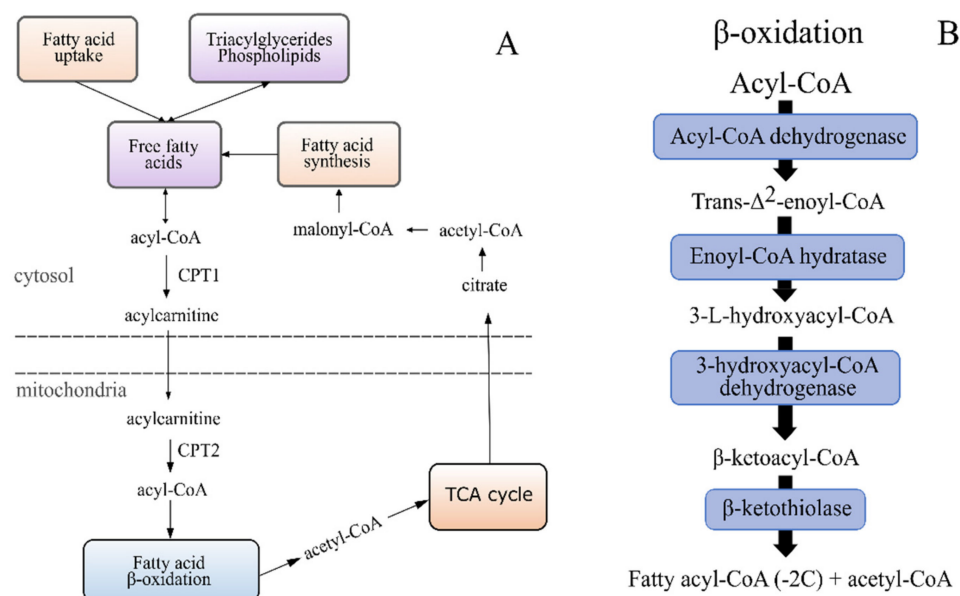 A
Fatty acid
uptake
Triacylglycerides
Phospholipids
Free fatty
acids
Fatty acid
synthesis
malonyl-CoA
acetyl-CoA
acyl-CoA
CPT1
citrate
cytosol
acylcarnitine
mitochondria
acylcarnitine
CPT2
acyl-CoA
TCA cycle
acetyl-CoA
Fatty acid
β-oxidation
β-oxidation
B
Acyl-CoA
Acyl-CoA dehydrogenase
Trans-Δ²-enoyl-CoA
Enoyl-CoA hydratase
3-L-hydroxyacyl-CoA
3-hydroxyacyl-CoA
dehydrogenase
β-ketoacyl-CoA
β-ketothiolase
Fatty acyl-CoA (-2C) + acetyl-CoA